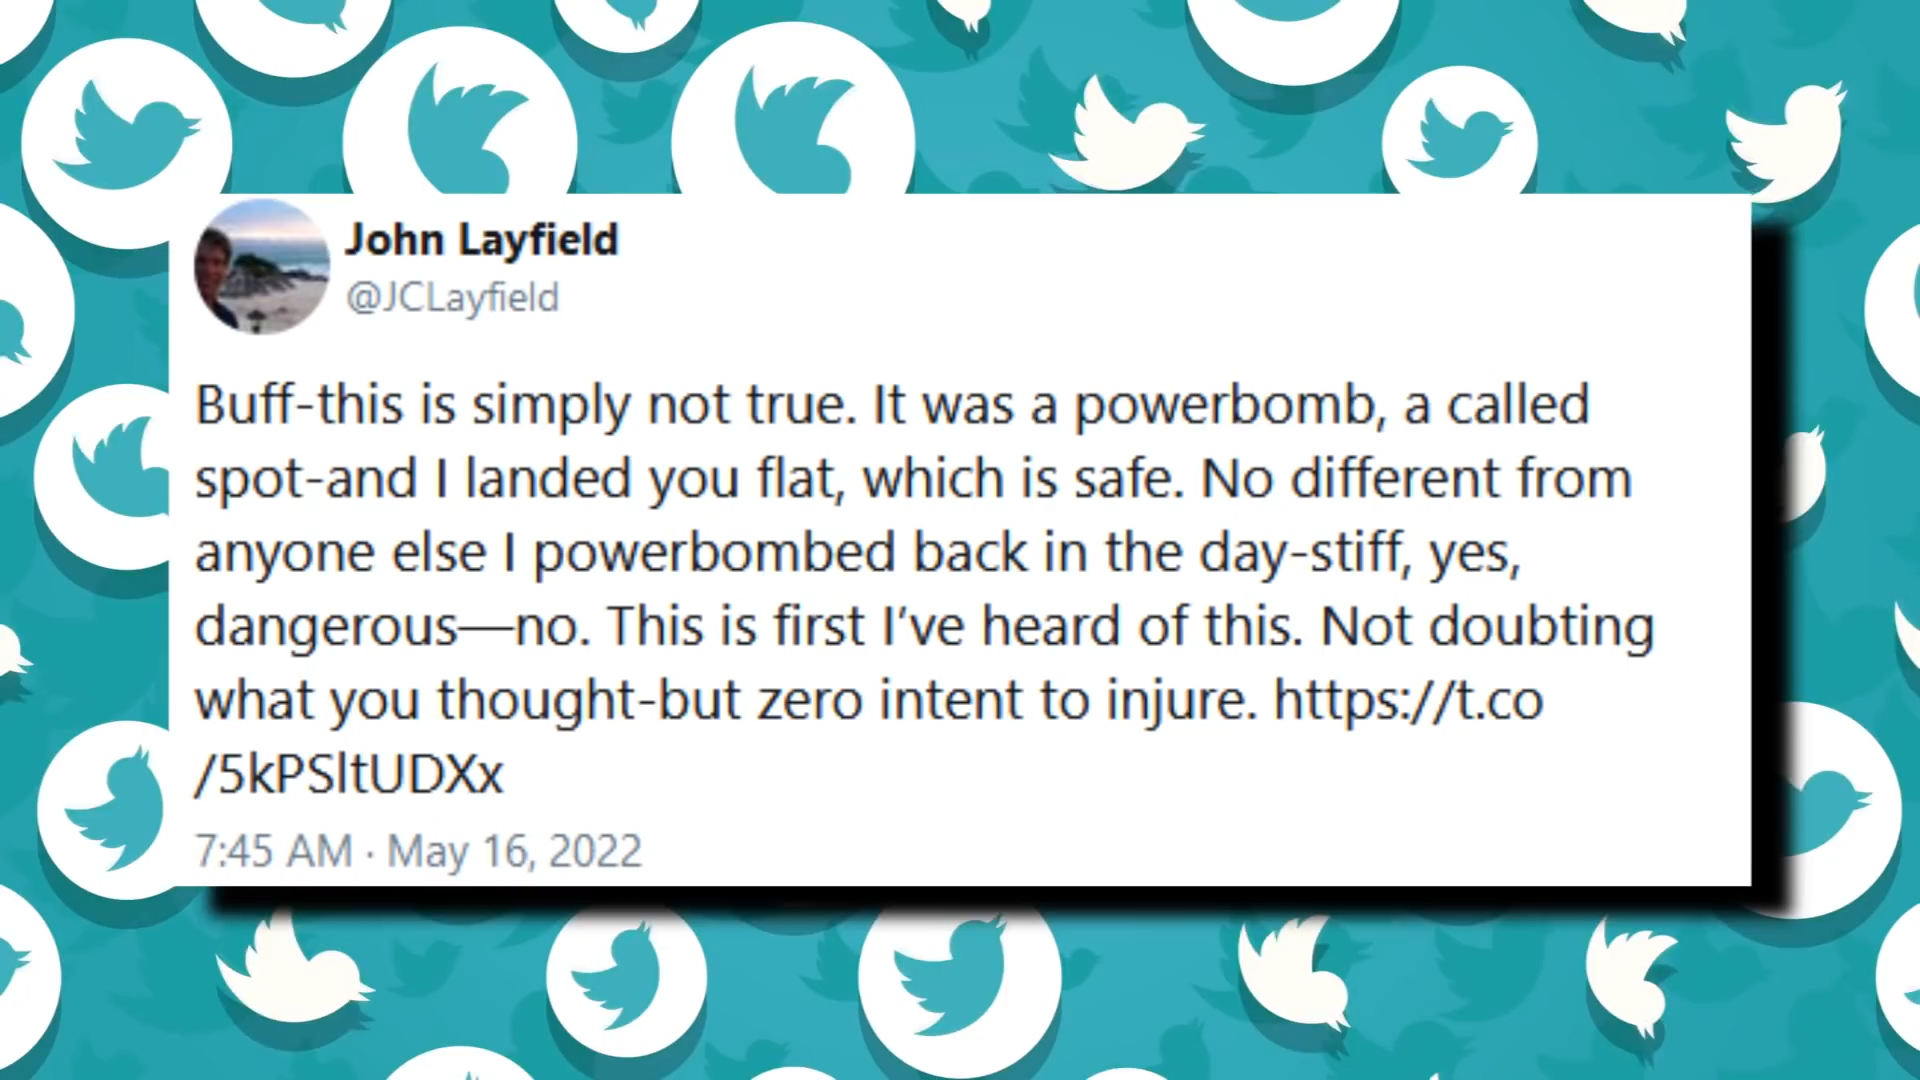 John Layfield
@JCLayfield
Buff-this is simply not true. It was a powerbomb, a called
spot-and I landed you flat, which is safe. No different from
anyone else I powerbombed back in the day-stiff, yes,
dangerous—no. This is first I've heard of this. Not doubting
what you thought-but zero intent to injure. https://t.co
/5kPSltUDXx
7:45 AM · May 16, 2022